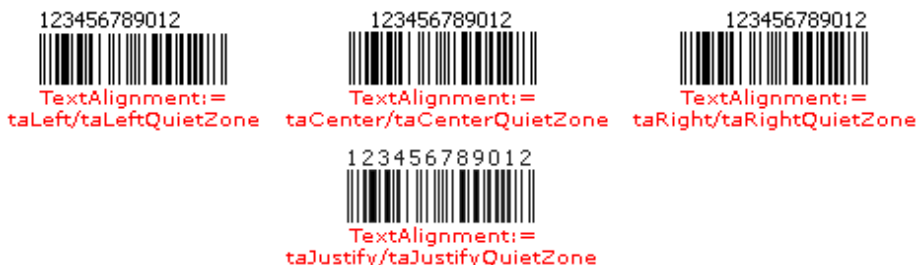 123456789012
TextAlignment:=
taLeft/taLeftQuietZone
123456789012
TextAlignment:=
taCenter/taCenterQuietZone
123456789012
TextAlignment:=
taRight/taRightQuietZone
123456789012
TextAlignment:=
taJustify/taJustifyQuietZone